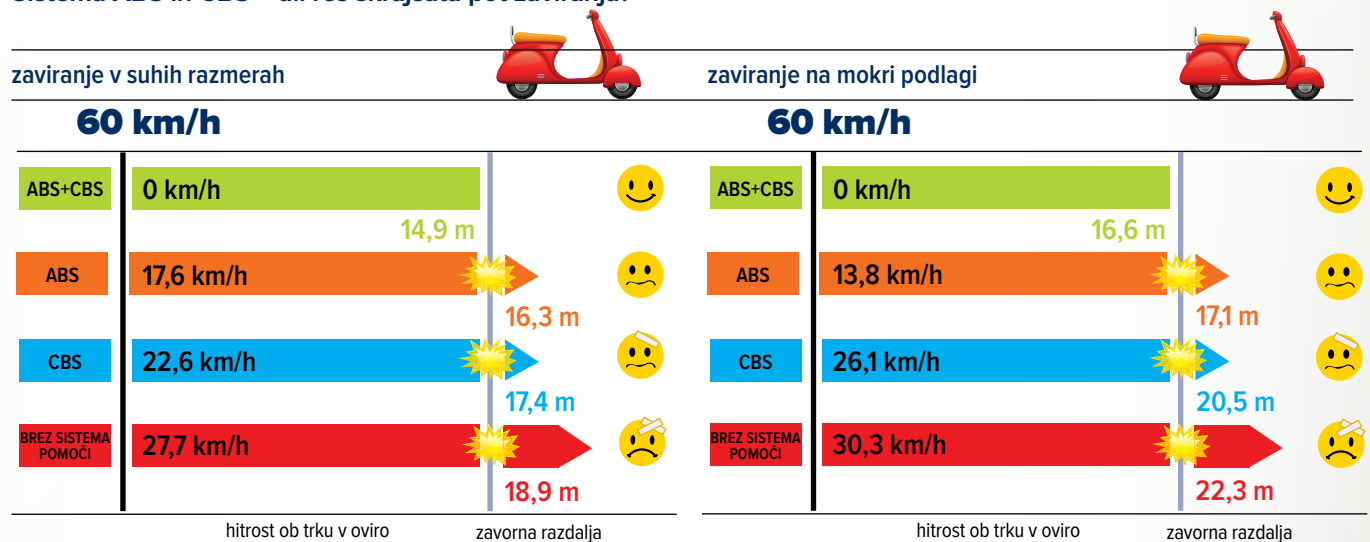 zaviranje v suhih razmerah
60 km/h
ABS+CBS
0 km/h
14,9 m
ABS
17,6 km/h
16,3 m
CBS
22,6 km/h
17,4 m
BREZ SISTEMA
POMOČI
27,7 km/h
18,9 m
hitrost ob trku v oviro
zavorna razdalja
zaviranje na mokri podlagi
60 km/h
ABS+CBS
0 km/h
16,6 m
ABS
13,8 km/h
17,1 m
CBS
26,1 km/h
20,5 m
BREZ SISTEMA
POMOČI
30,3 km/h
22,3 m
hitrost ob trku v oviro
zavorna razdalja